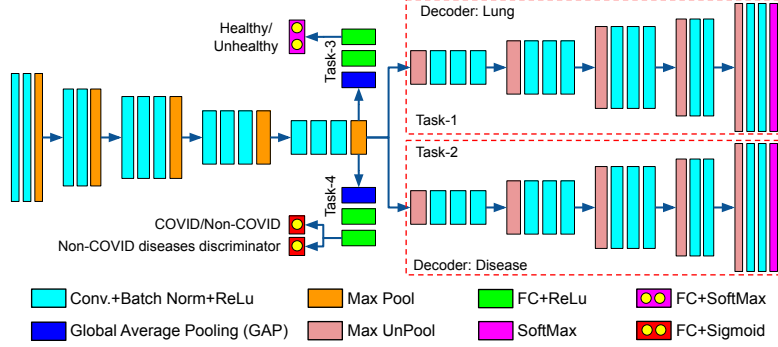 Decoder: Lung
Healthy/
Unhealthy
Task-3
Task-1
Task-2
Task-4
COVID/Non-COVID
Non-COVID diseases discriminator
Decoder: Disease
Conv.+Batch Norm+ReLu
Max Pool
FC+ReLu
FC+SoftMax
Global Average Pooling (GAP)
Max UnPool
SoftMax
FC+Sigmoid